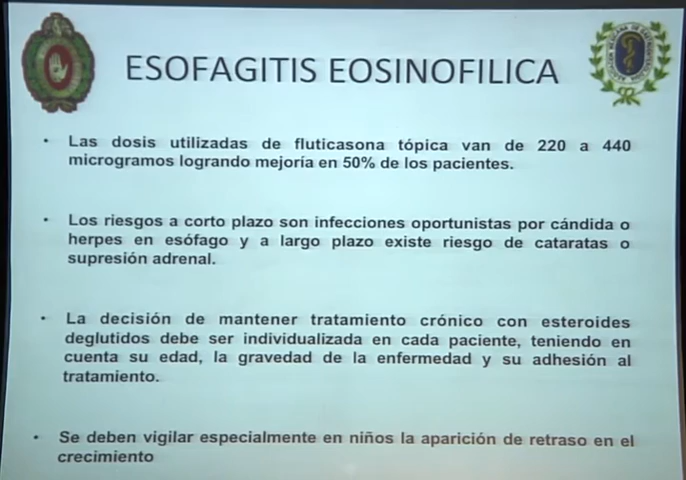 ESOFAGITIS EOSINOFILICA
• Las dosis utilizadas de fluticasona tópica van de 220 a 440
microgramos logrando mejoría en 50% de los pacientes.
• Los riesgos a corto plazo son infecciones oportunistas por cándida o
herpes en esófago y a largo plazo existe riesgo de cataratas o
supresión adrenal.
• La decisión de mantener tratamiento crónico con esteroides
deglutidos debe ser individualizada en cada paciente, teniendo en
cuenta su edad, la gravedad de la enfermedad y su adhesión al
tratamiento.
• Se deben vigilar especialmente en niños la aparición de retraso en el
crecimiento